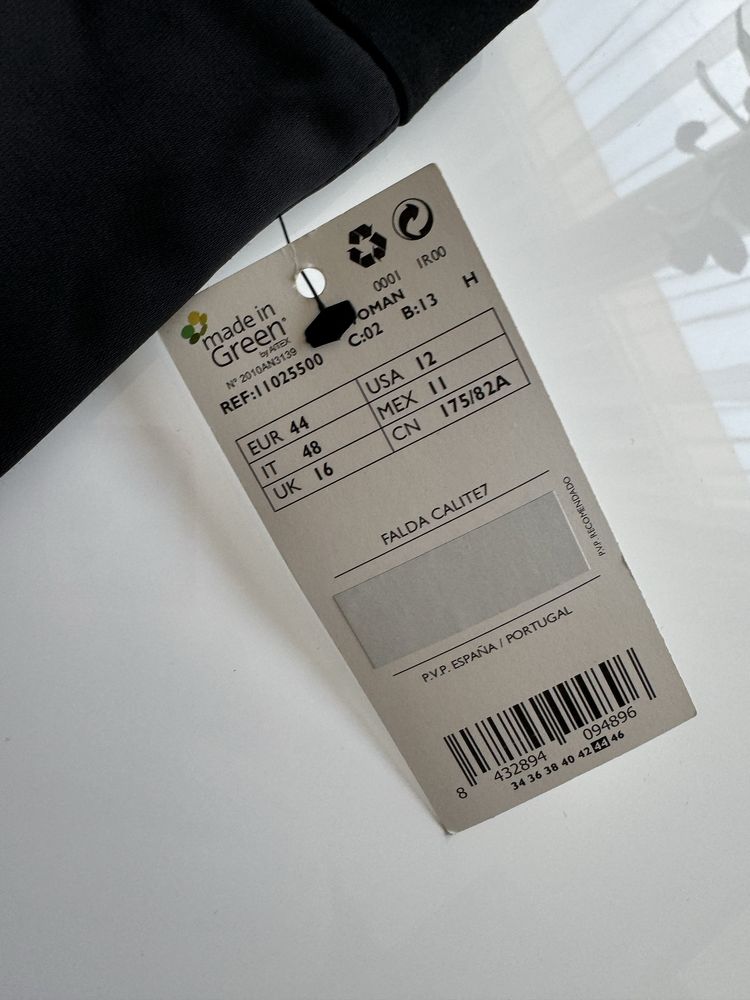 0001 IR00
made in
Green®
by AITEX
Nº 2010AN3139
C:02 B:13 H
REF:11025500
EUR 44 USA 12
IT 48 MEX 11
UK 16 CN 175/82A
FALDA CALITE7
P.V.P. RECOMENDADO
P.V.P. ESPAÑA / PORTUGAL
8 432894 094896
34 36 38 40 42 44 46